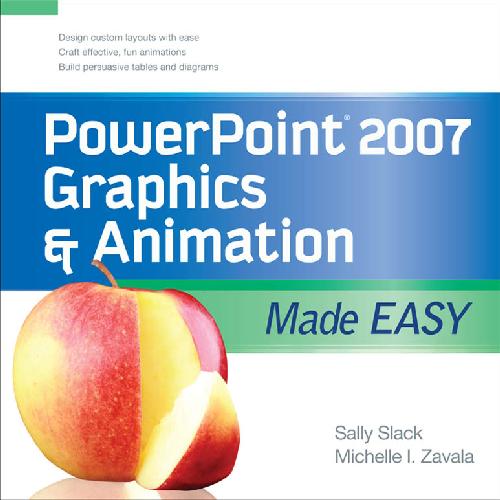 Design custom layouts with ease
Craft effective, fun animations
Build persuasive tables and diagrams
PowerPoint® 2007
Graphics
& Animation
Made EASY
Sally Slack
Michelle I. Zavala